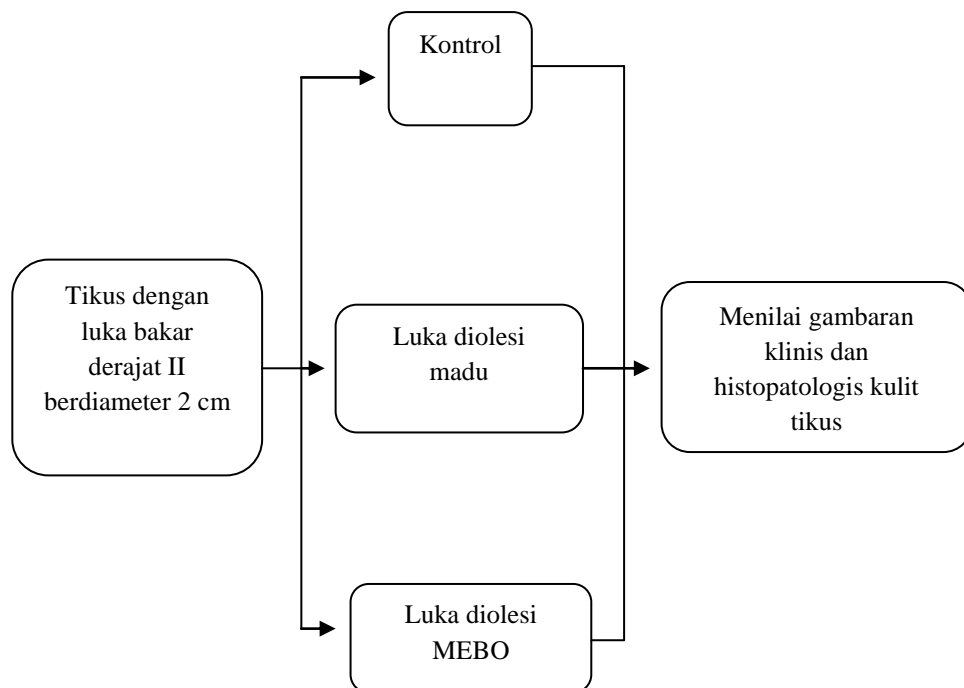 Kontrol
Tikus dengan
luka bakar
derajat II
berdiameter 2 cm
Luka diolesi
madu
Menilai gambaran
klinis dan
histopatologis kulit
tikus
Luka diolesi
MEBO